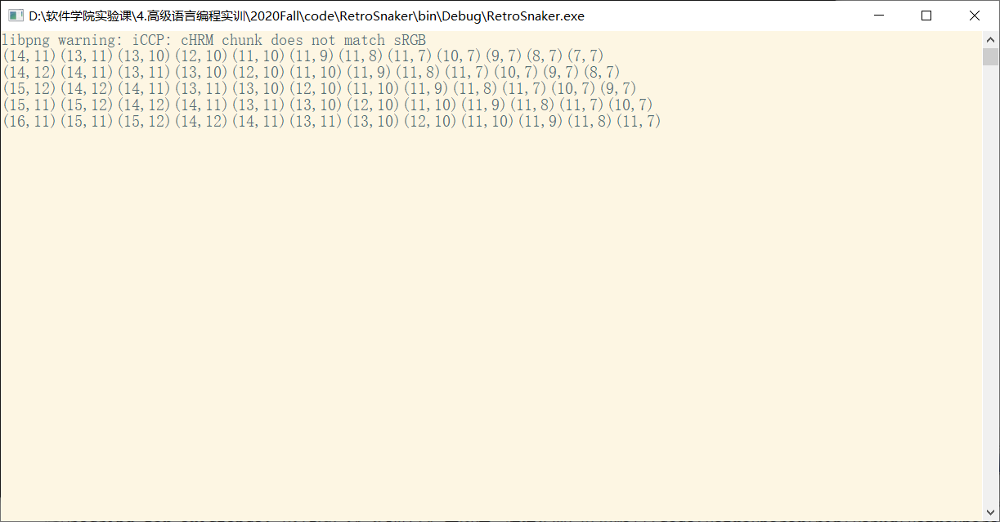 D:\软件学院实验课\4.高级语言编程实训\2020Fall\code\RetroSnaker\bin\Debug\RetroSnaker.exe
libpng warning: iCCP: cHRM chunk does not match sRGB
(14,11)(13,11)(13,10)(12,10)(11,10)(11,9)(11,8)(11,7)(10,7)(9,7)(8,7)(7,7)
(14,12)(14,11)(13,11)(13,10)(12,10)(11,10)(11,9)(11,8)(11,7)(10,7)(9,7)(8,7)
(15,12)(14,12)(14,11)(13,11)(13,10)(12,10)(11,10)(11,9)(11,8)(11,7)(10,7)(9,7)
(15,11)(15,12)(14,12)(14,11)(13,11)(13,10)(12,10)(11,10)(11,9)(11,8)(11,7)(10,7)
(16,11)(15,11)(15,12)(14,12)(14,11)(13,11)(13,10)(12,10)(11,10)(11,9)(11,8)(11,7)